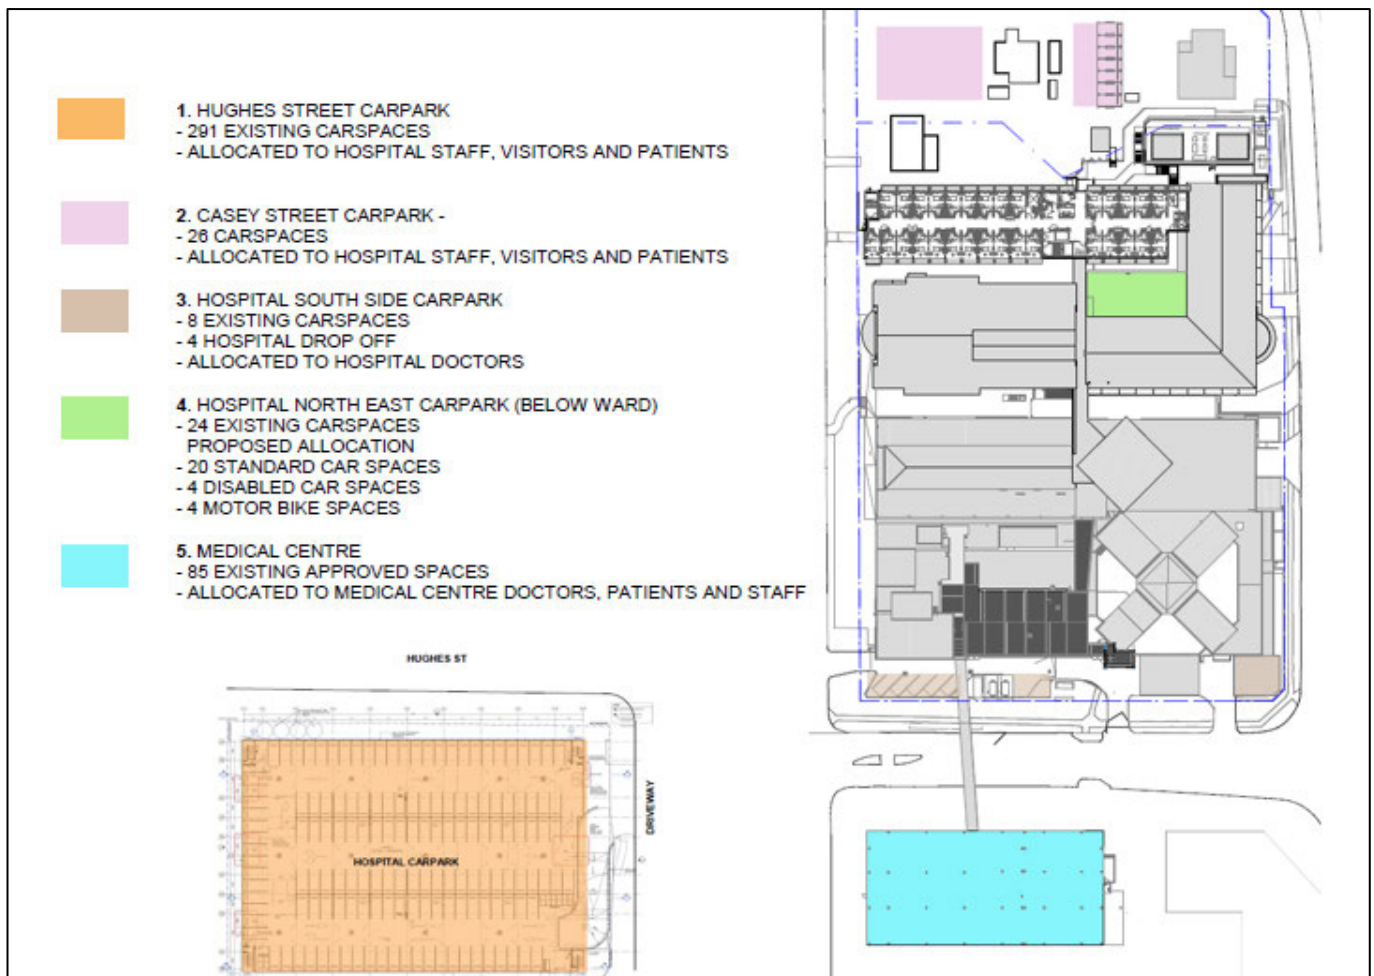 1. HUGHES STREET CARPARK
- 291 EXISTING CARSPACES
- ALLOCATED TO HOSPITAL STAFF, VISITORS AND PATIENTS
2. CASEY STREET CARPARK -
- 26 CARSPACES
- ALLOCATED TO HOSPITAL STAFF, VISITORS AND PATIENTS
3. HOSPITAL SOUTH SIDE CARPARK
- 8 EXISTING CARSPACES
- 4 HOSPITAL DROP OFF
- ALLOCATED TO HOSPITAL DOCTORS
4. HOSPITAL NORTH EAST CARPARK (BELOW WARD)
- 24 EXISTING CARSPACES
PROPOSED ALLOCATION
- 20 STANDARD CAR SPACES
- 4 DISABLED CAR SPACES
- 4 MOTOR BIKE SPACES
5. MEDICAL CENTRE
- 85 EXISTING APPROVED SPACES
- ALLOCATED TO MEDICAL CENTRE DOCTORS, PATIENTS AND STAFF
HUGHES ST
DRIVEWAY
HOSPITAL CARPARK